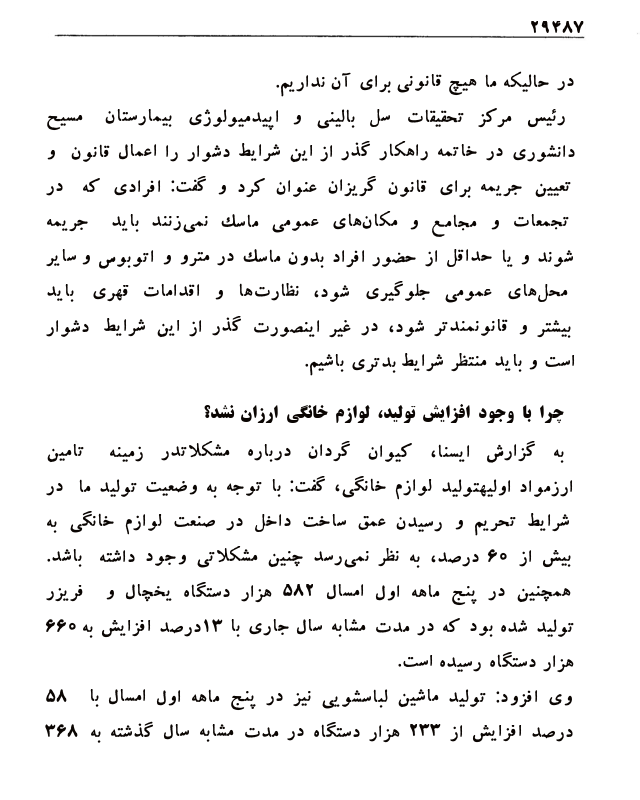 ۲۹۴۸۷
در حالیکه ما هیچ قانونی برای آن نداریم.
رئیس مرکز تحقیقات سل بالینی و اپیدمیولوژی بیمارستان مسیح
دانشوری در خاتمه راهکار گذر از این شرایط دشوار را اعمال قانون و
تعیین جریمه برای قانون گریزان عنوان کرد و گفت: افرادی که در
تجمعات و مجامع و مکان‌های عمومی ماسك نمی‌زنند باید جریمه
شوند و یا حداقل از حضور افراد بدون ماسك در مترو و اتوبوس و سایر
محل‌های عمومی جلوگیری شود، نظارت‌ها و اقدامات قهری باید
بیشتر و قانونمندتر شود، در غیر اینصورت گذر از این شرایط دشوار
است و باید منتظر شرایط بدتری باشیم.
چرا با وجود افزایش تولید، لوازم خانگی ارزان نشد؟
به گزارش ایسنا، کیوان گردان درباره مشکلاتدر زمینه تامین
ارزمواد اولیهتولید لوازم خانگی، گفت: با توجه به وضعیت تولید ما در
شرایط تحریم و رسیدن عمق ساخت داخل در صنعت لوازم خانگی به
بیش از ۶۰ درصد، به نظر نمی‌رسد چنین مشکلاتی وجود داشته باشد.
همچنین در پنج ماهه اول امسال ۵۸۲ هزار دستگاه یخچال و فریزر
تولید شده بود که در مدت مشابه سال جاری با ۱۳درصد افزایش به ۶۶۰
هزار دستگاه رسیده است.
وی افزود: تولید ماشین لباسشویی نیز در پنج ماهه اول امسال با ۵۸
درصد افزایش از ۲۳۳ هزار دستگاه در مدت مشابه سال گذشته به ۳۶۸